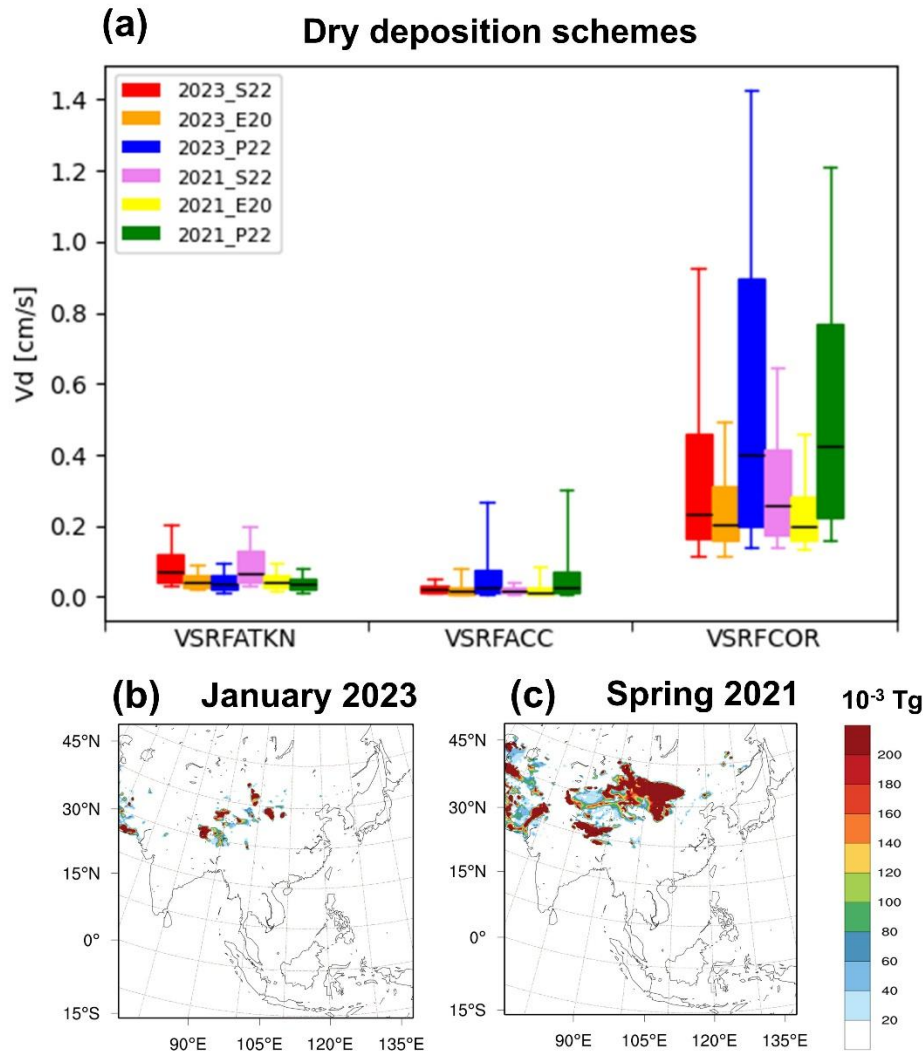 (a) Dry deposition schemes
2023_S22
2023_E20
2023_P22
2021_S22
2021_E20
2021_P22
1.4
1.2
1.0
0.8
0.6
0.4
0.2
0.0
Vd [cm/s]
VSRFATKN VSRFACC VSRFCOR
(b) January 2023
45°N
30°N
15°N
0°
15°S
90°E 105°E 120°E 135°E
(c) Spring 2021
45°N
30°N
15°N
0°
15°S
90°E 105°E 120°E 135°E
10⁻³ Tg
200
180
160
140
120
100
80
60
40
20